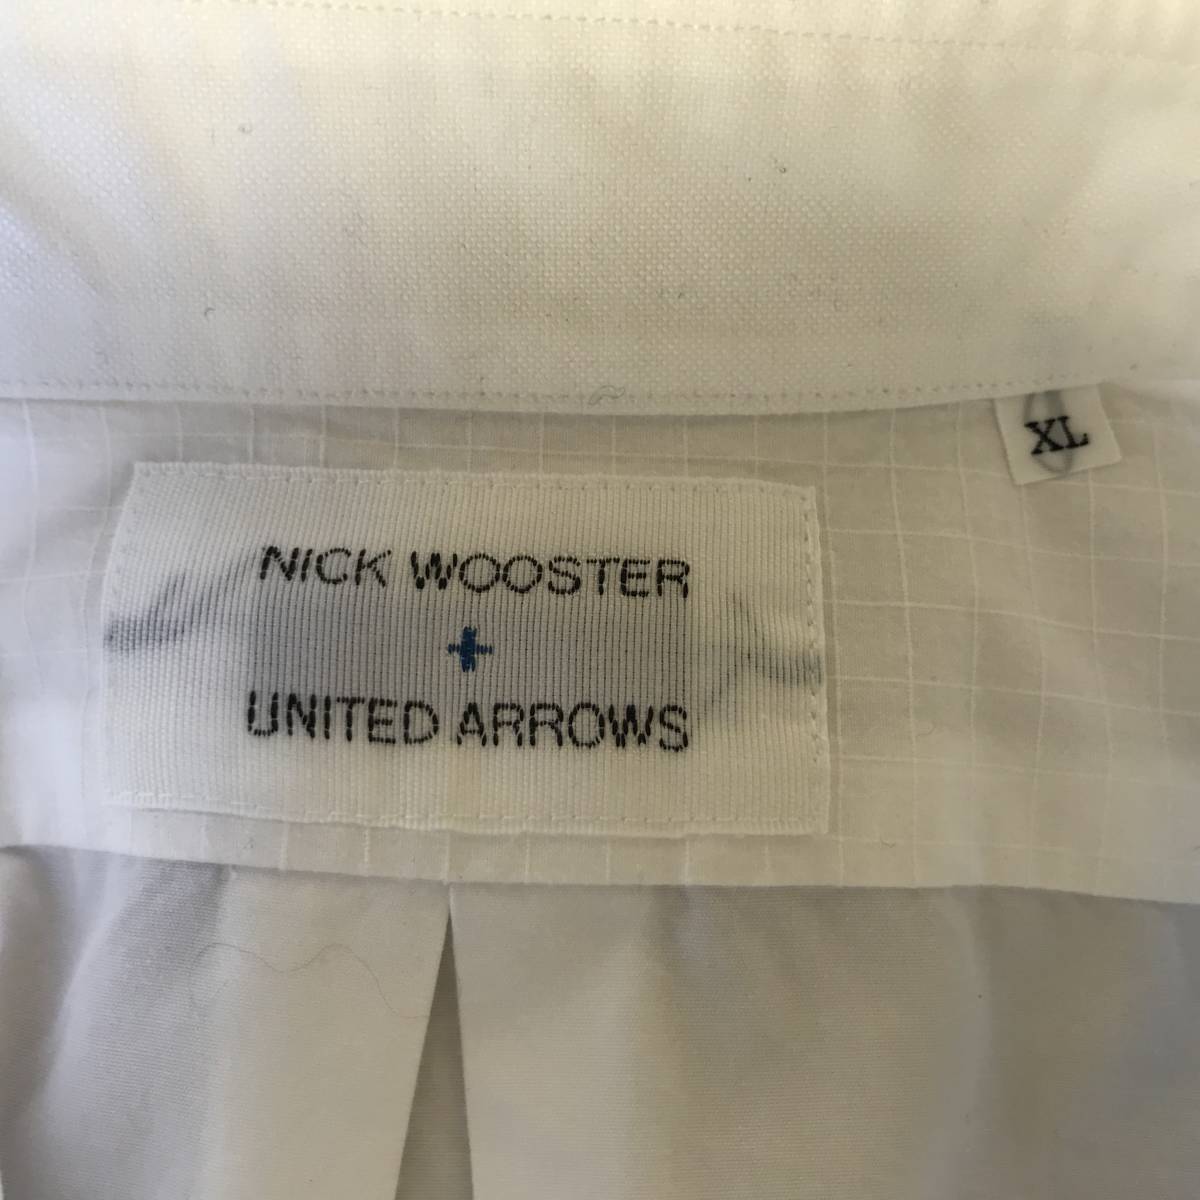 XL
NICK WOOSTER
+
UNITED ARROWS